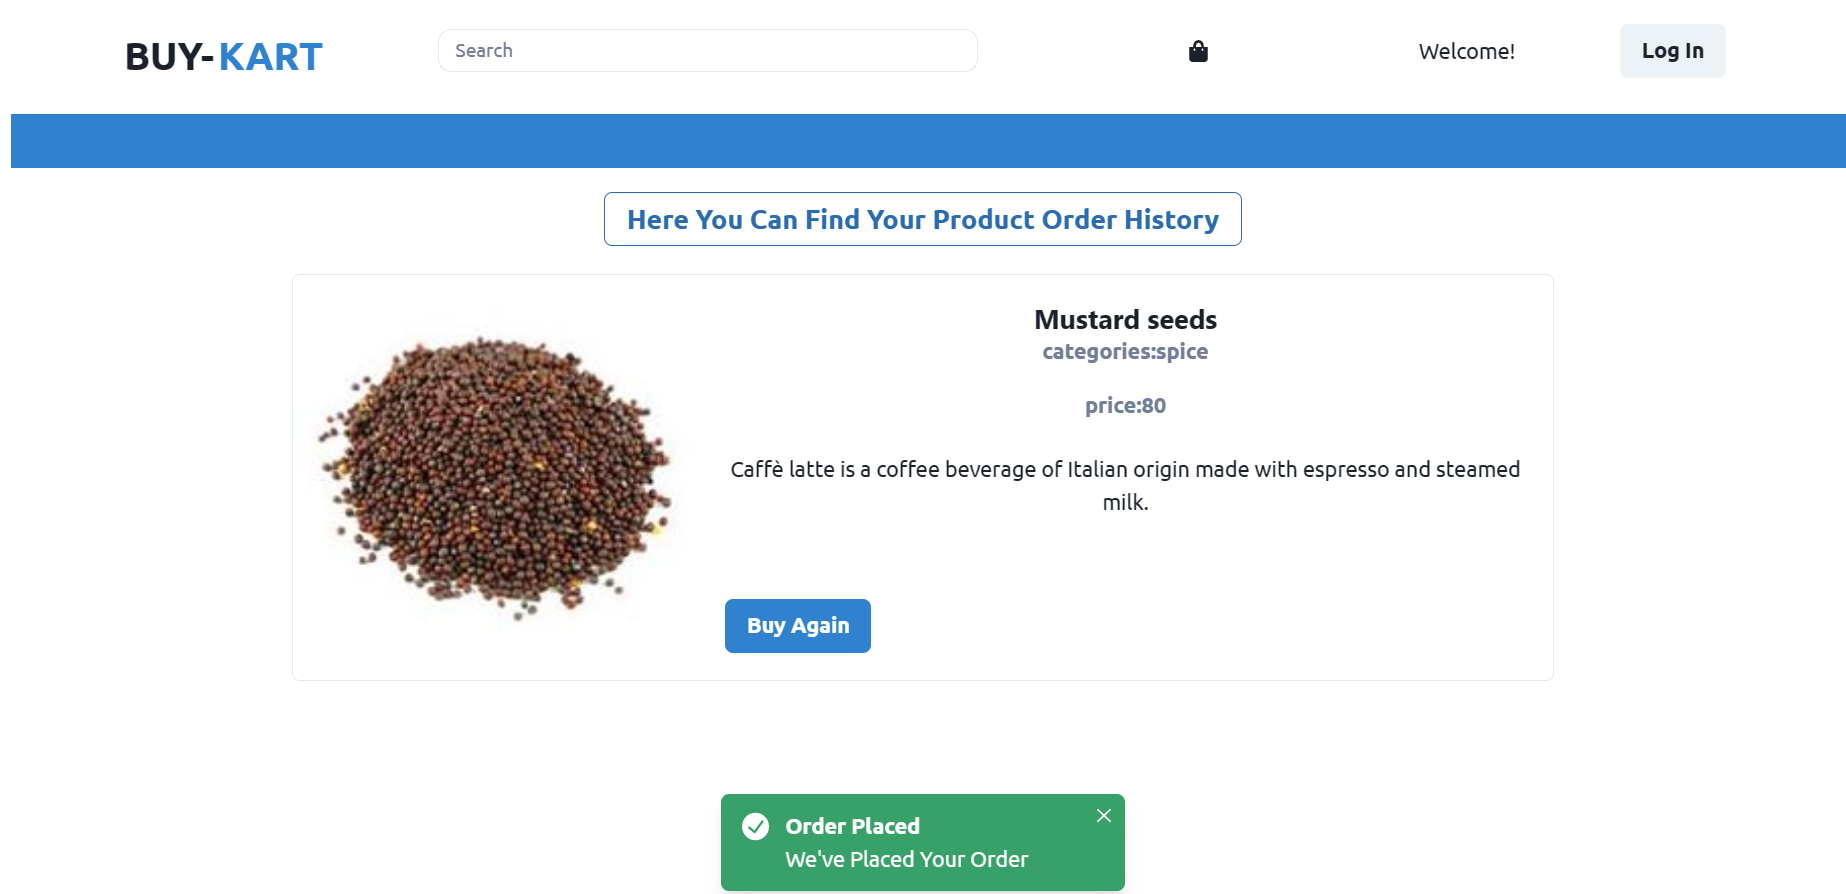 BUY-KART
Search
Welcome!
Log In
Here You Can Find Your Product Order History
Mustard seeds
categories:spice
price:80
Caffè latte is a coffee beverage of Italian origin made with espresso and steamed
milk.
Buy Again
Order Placed
We've Placed Your Order